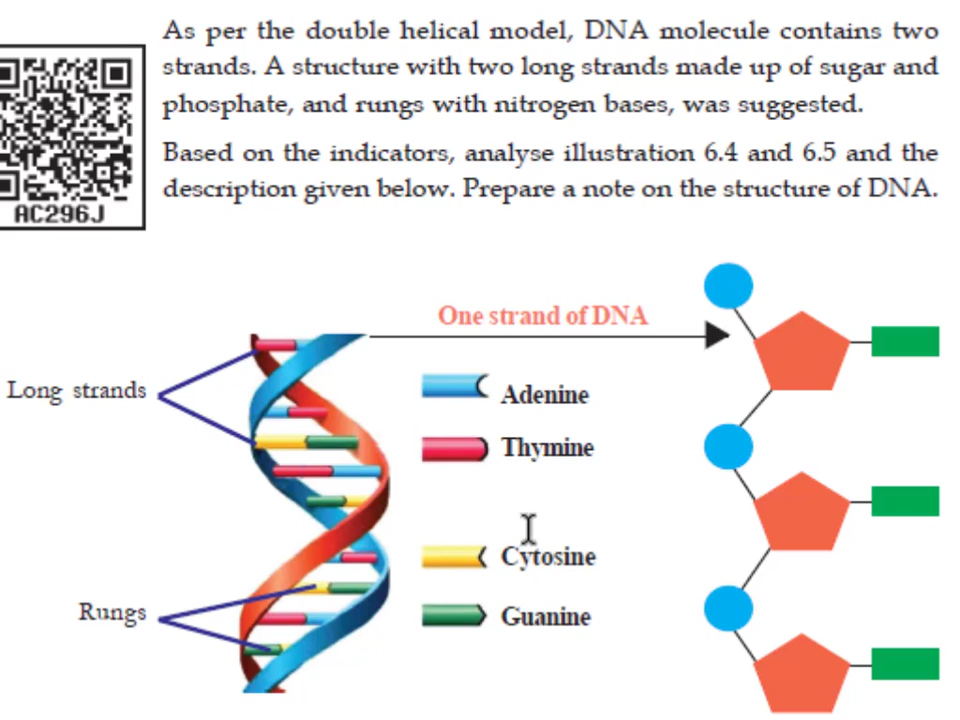 As per the double helical model, DNA molecule contains two
strands. A structure with two long strands made up of sugar and
phosphate, and rungs with nitrogen bases, was suggested.
Based on the indicators, analyse illustration 6.4 and 6.5 and the
description given below. Prepare a note on the structure of DNA.
AC296J
One strand of DNA
Long strands
Adenine
Thymine
Cytosine
Rungs
Guanine